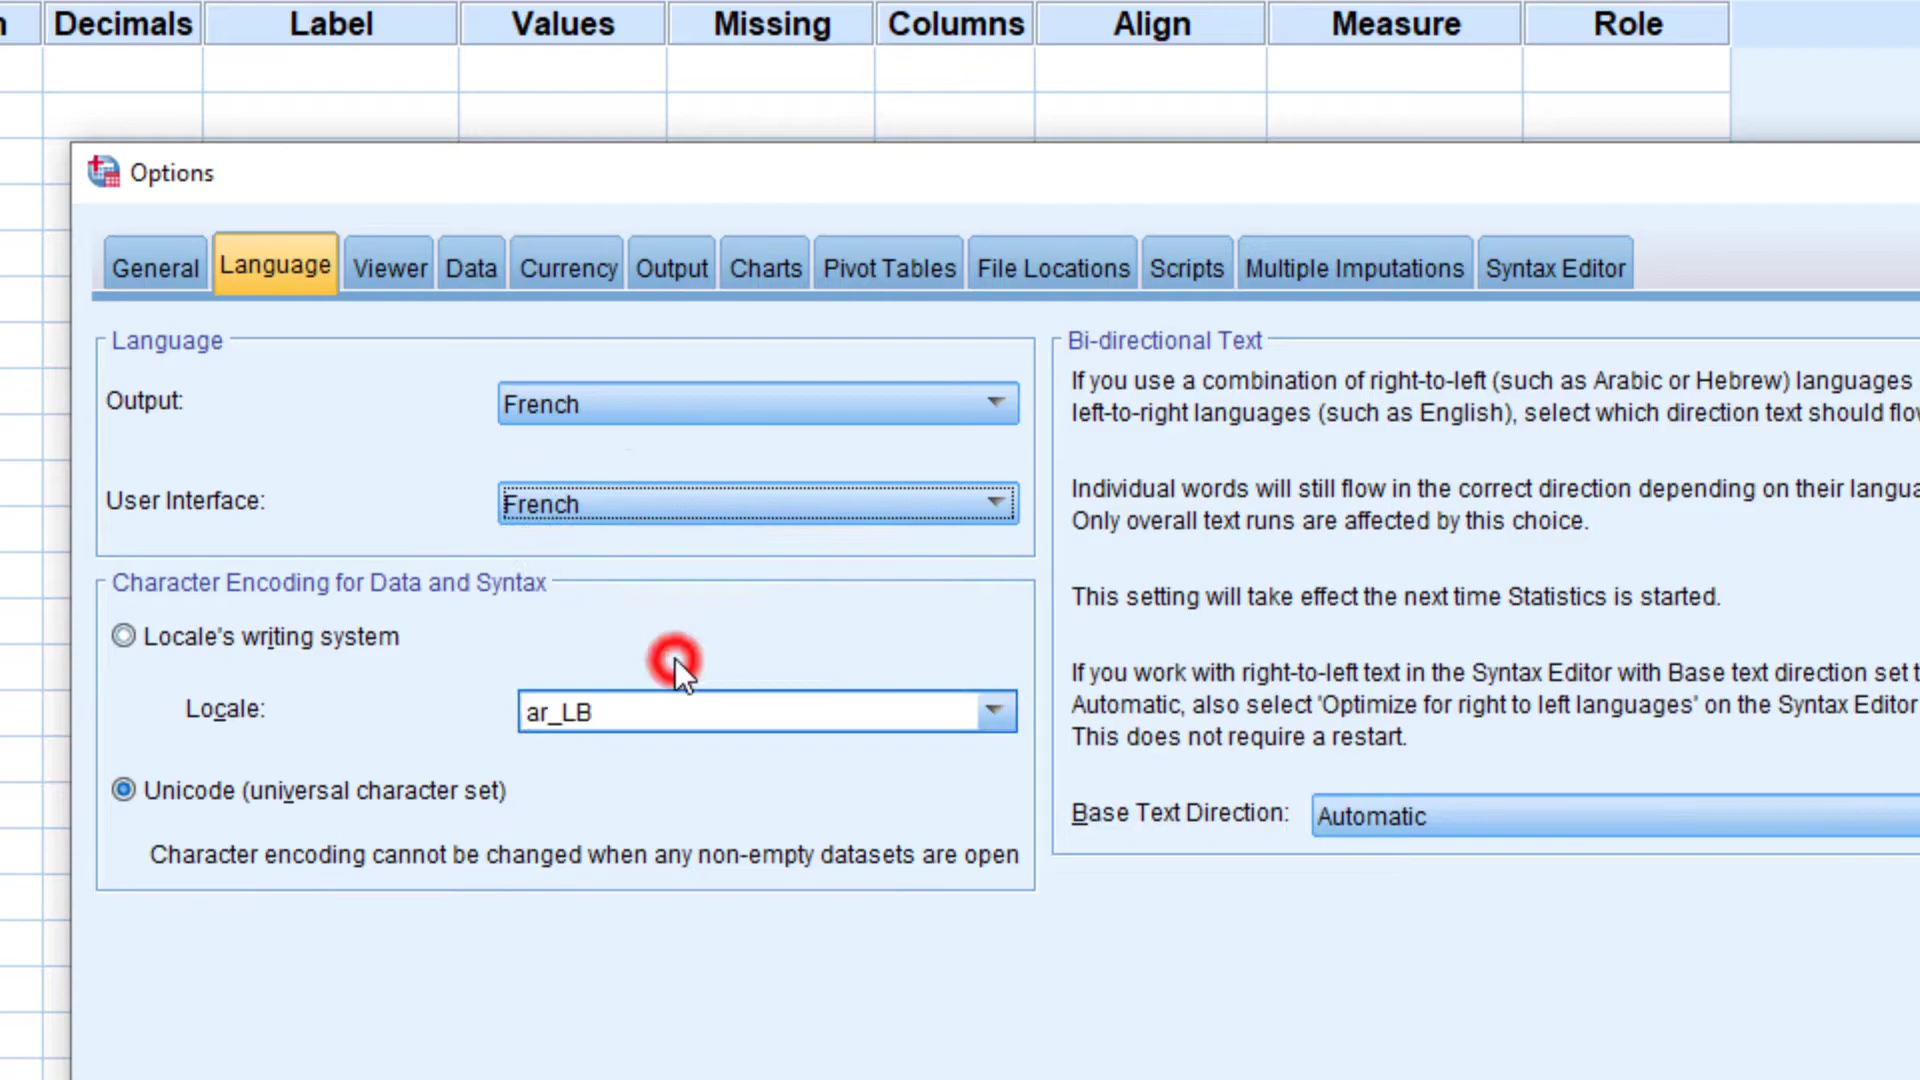 Decimals Label Values Missing Columns Align Measure Role
Options
General Language Viewer Data Currency Output Charts Pivot Tables File Locations Scripts Multiple Imputations Syntax Editor
Language
Output: French
User Interface: French
Character Encoding for Data and Syntax
Locale's writing system
Locale: ar_LB
Unicode (universal character set)
Character encoding cannot be changed when any non-empty datasets are open
Bi-directional Text
If you use a combination of right-to-left (such as Arabic or Hebrew) languages
left-to-right languages (such as English), select which direction text should
Individual words will still flow in the correct direction depending on their
Only overall text runs are affected by this choice.
This setting will take effect the next time Statistics is started.
If you work with right-to-left text in the Syntax Editor with Base text direction set
Automatic, also select 'Optimize for right to left languages' on the Syntax Editor
This does not require a restart.
Base Text Direction: Automatic